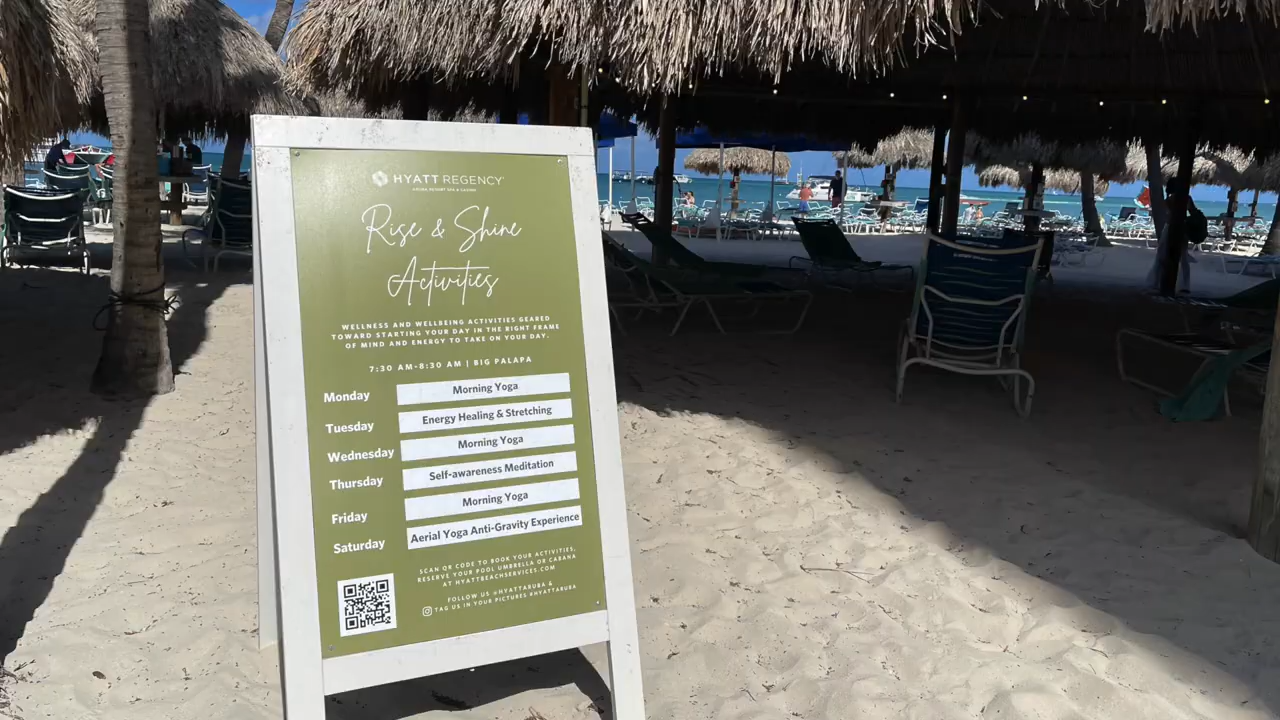 HYATT REGENCY
ARUBA RESORT SPA & CASINO
Rise & Shine
Activities
WELLNESS AND WELLBEING ACTIVITIES GEARED
TOWARD STARTING YOUR DAY IN THE RIGHT FRAME
OF MIND AND ENERGY TO TAKE ON YOUR DAY.
7:30 AM-8:30 AM | BIG PALAPA
Monday Morning Yoga
Tuesday Energy Healing & Stretching
Wednesday Morning Yoga
Thursday Self-awareness Meditation
Friday Morning Yoga
Saturday Aerial Yoga Anti-Gravity Experience
SCAN QR CODE TO BOOK YOUR ACTIVITIES,
RESERVE YOUR POOL UMBRELLA OR CABANA
AT HYATTBEACHSERVICES.COM
FOLLOW US @HYATTARUBA &
TAG US IN YOUR PICTURES #HYATTARUBA